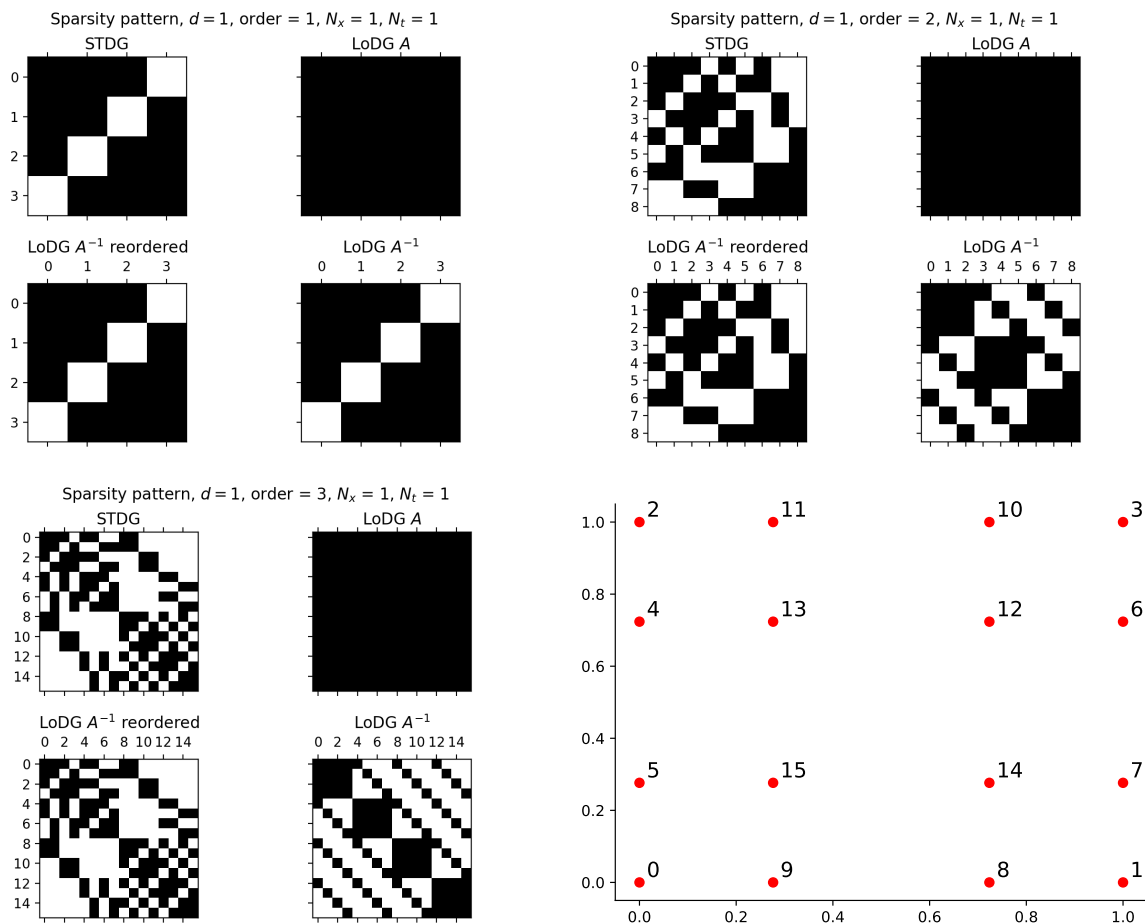 Sparsity pattern, d = 1, order = 1, Nx = 1, Nt = 1
STDG
LoDG A
0
1
2
3
LoDG A−1 reordered
LoDG A−1
0 1 2 3
0 1 2 3
0
1
2
3
Sparsity pattern, d = 1, order = 2, Nx = 1, Nt = 1
STDG
LoDG A
0
1
2
3
4
5
6
7
8
LoDG A−1 reordered
LoDG A−1
0 1 2 3 4 5 6 7 8
0 1 2 3 4 5 6 7 8
0
1
2
3
4
5
6
7
8
Sparsity pattern, d = 1, order = 3, Nx = 1, Nt = 1
STDG
LoDG A
0
2
4
6
8
10
12
14
LoDG A−1 reordered
LoDG A−1
0 2 4 6 8 10 12 14
0 2 4 6 8 10 12 14
0
2
4
6
8
10
12
14
2 11 10 3
1.0
0.8
4 13 12 6
0.6
0.4
5 15 14 7
0.2
0 9 8 1
0.0
0.0 0.2 0.4 0.6 0.8 1.0